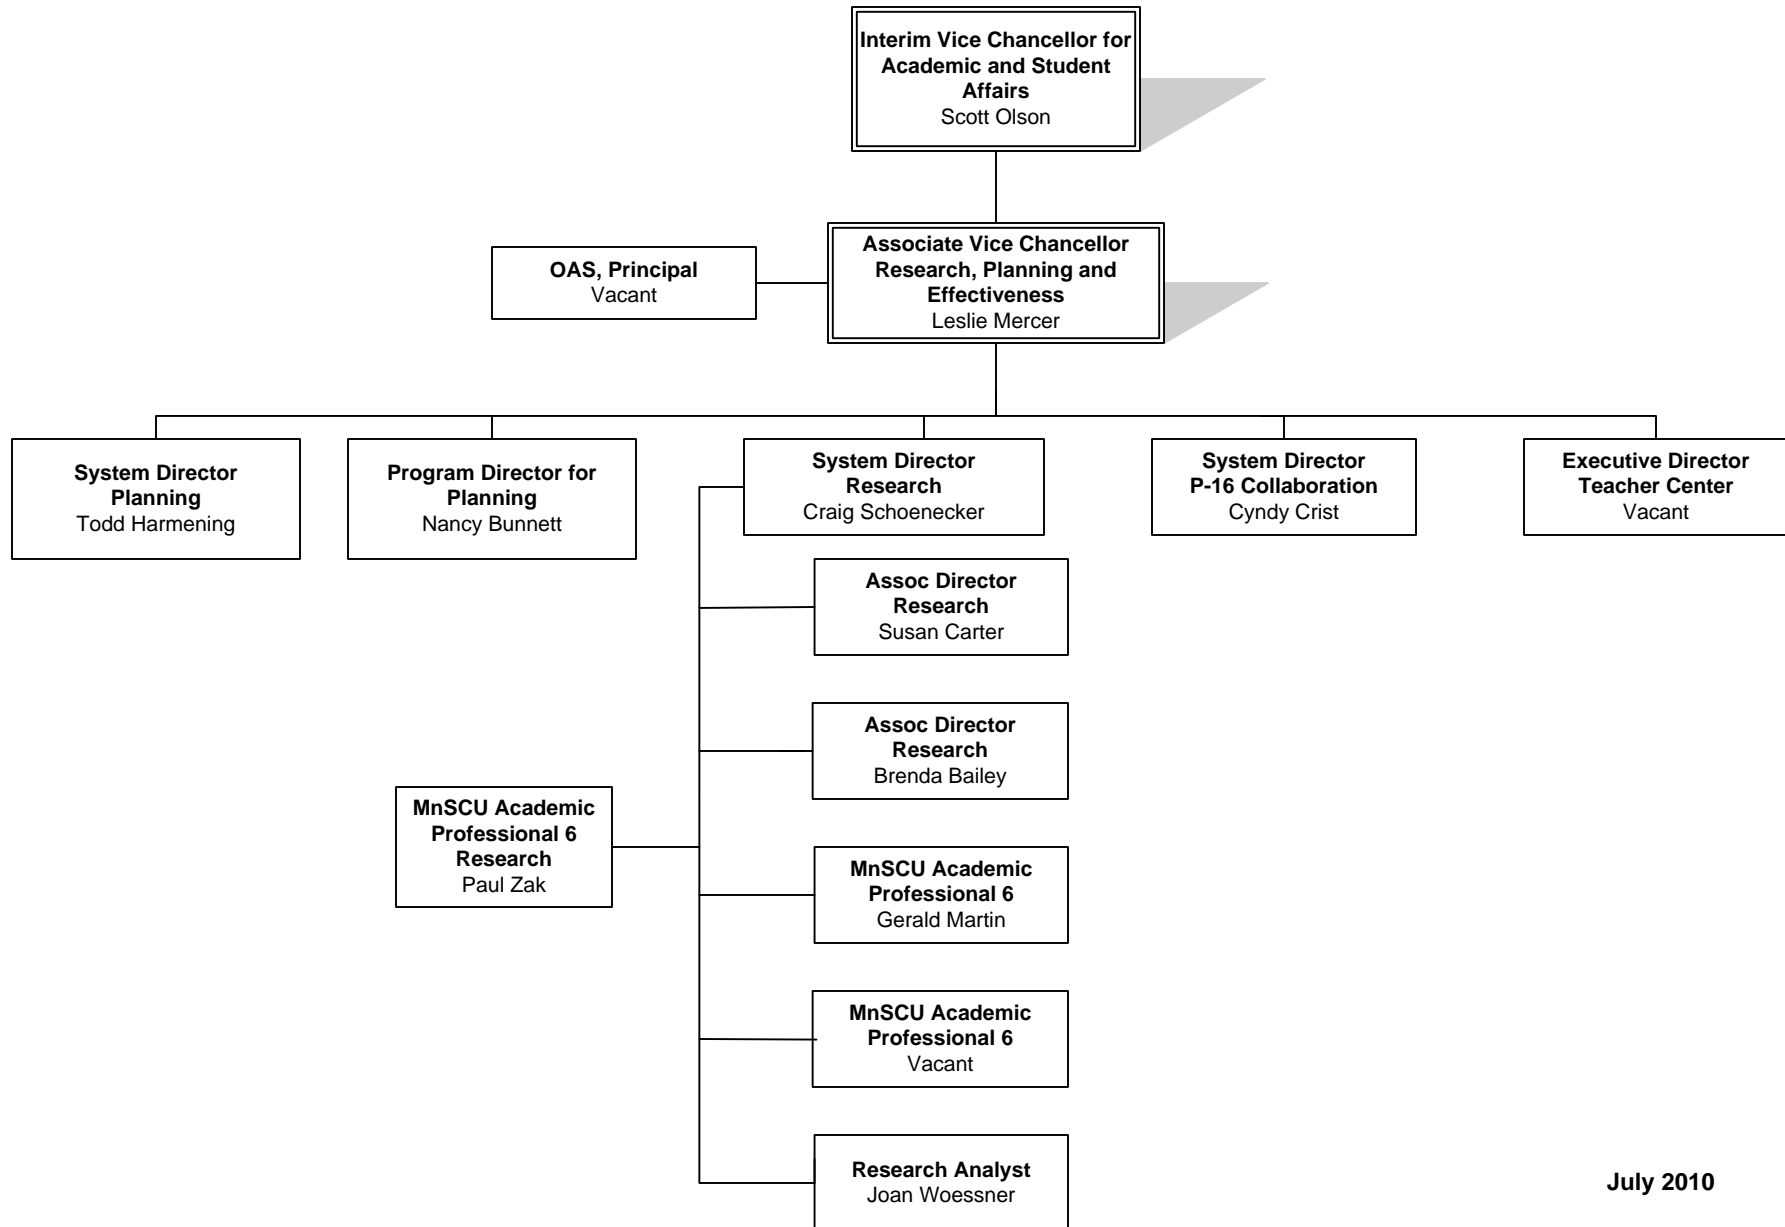 Interim Vice Chancellor for
Academic and Student
Affairs
Scott Olson
OAS, Principal
Vacant
Associate Vice Chancellor
Research, Planning and
Effectiveness
Leslie Mercer
System Director
Planning
Todd Harmening
Program Director for
Planning
Nancy Bunnett
System Director
Research
Craig Schoenecker
System Director
P-16 Collaboration
Cyndy Crist
Executive Director
Teacher Center
Vacant
Assoc Director
Research
Susan Carter
Assoc Director
Research
Brenda Bailey
MnSCU Academic
Professional 6
Research
Paul Zak
MnSCU Academic
Professional 6
Gerald Martin
MnSCU Academic
Professional 6
Vacant
Research Analyst
Joan Woessner
July 2010